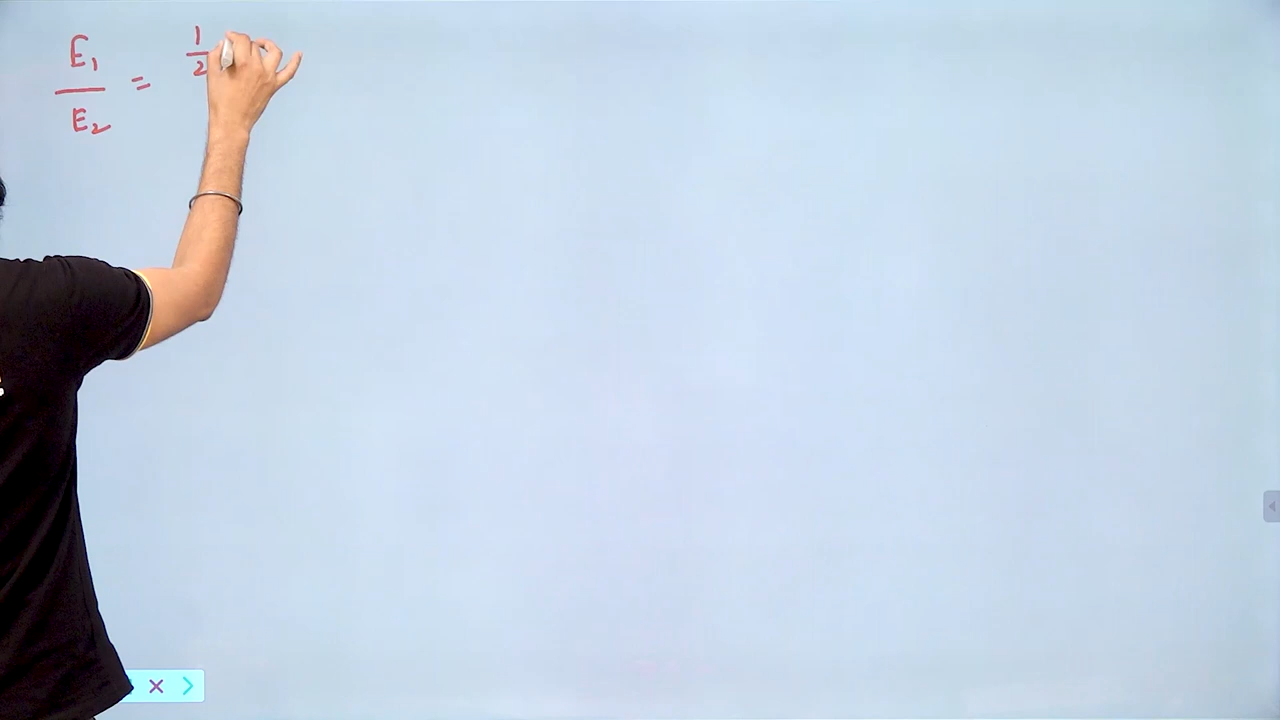 E₁/E₂ = 1/2